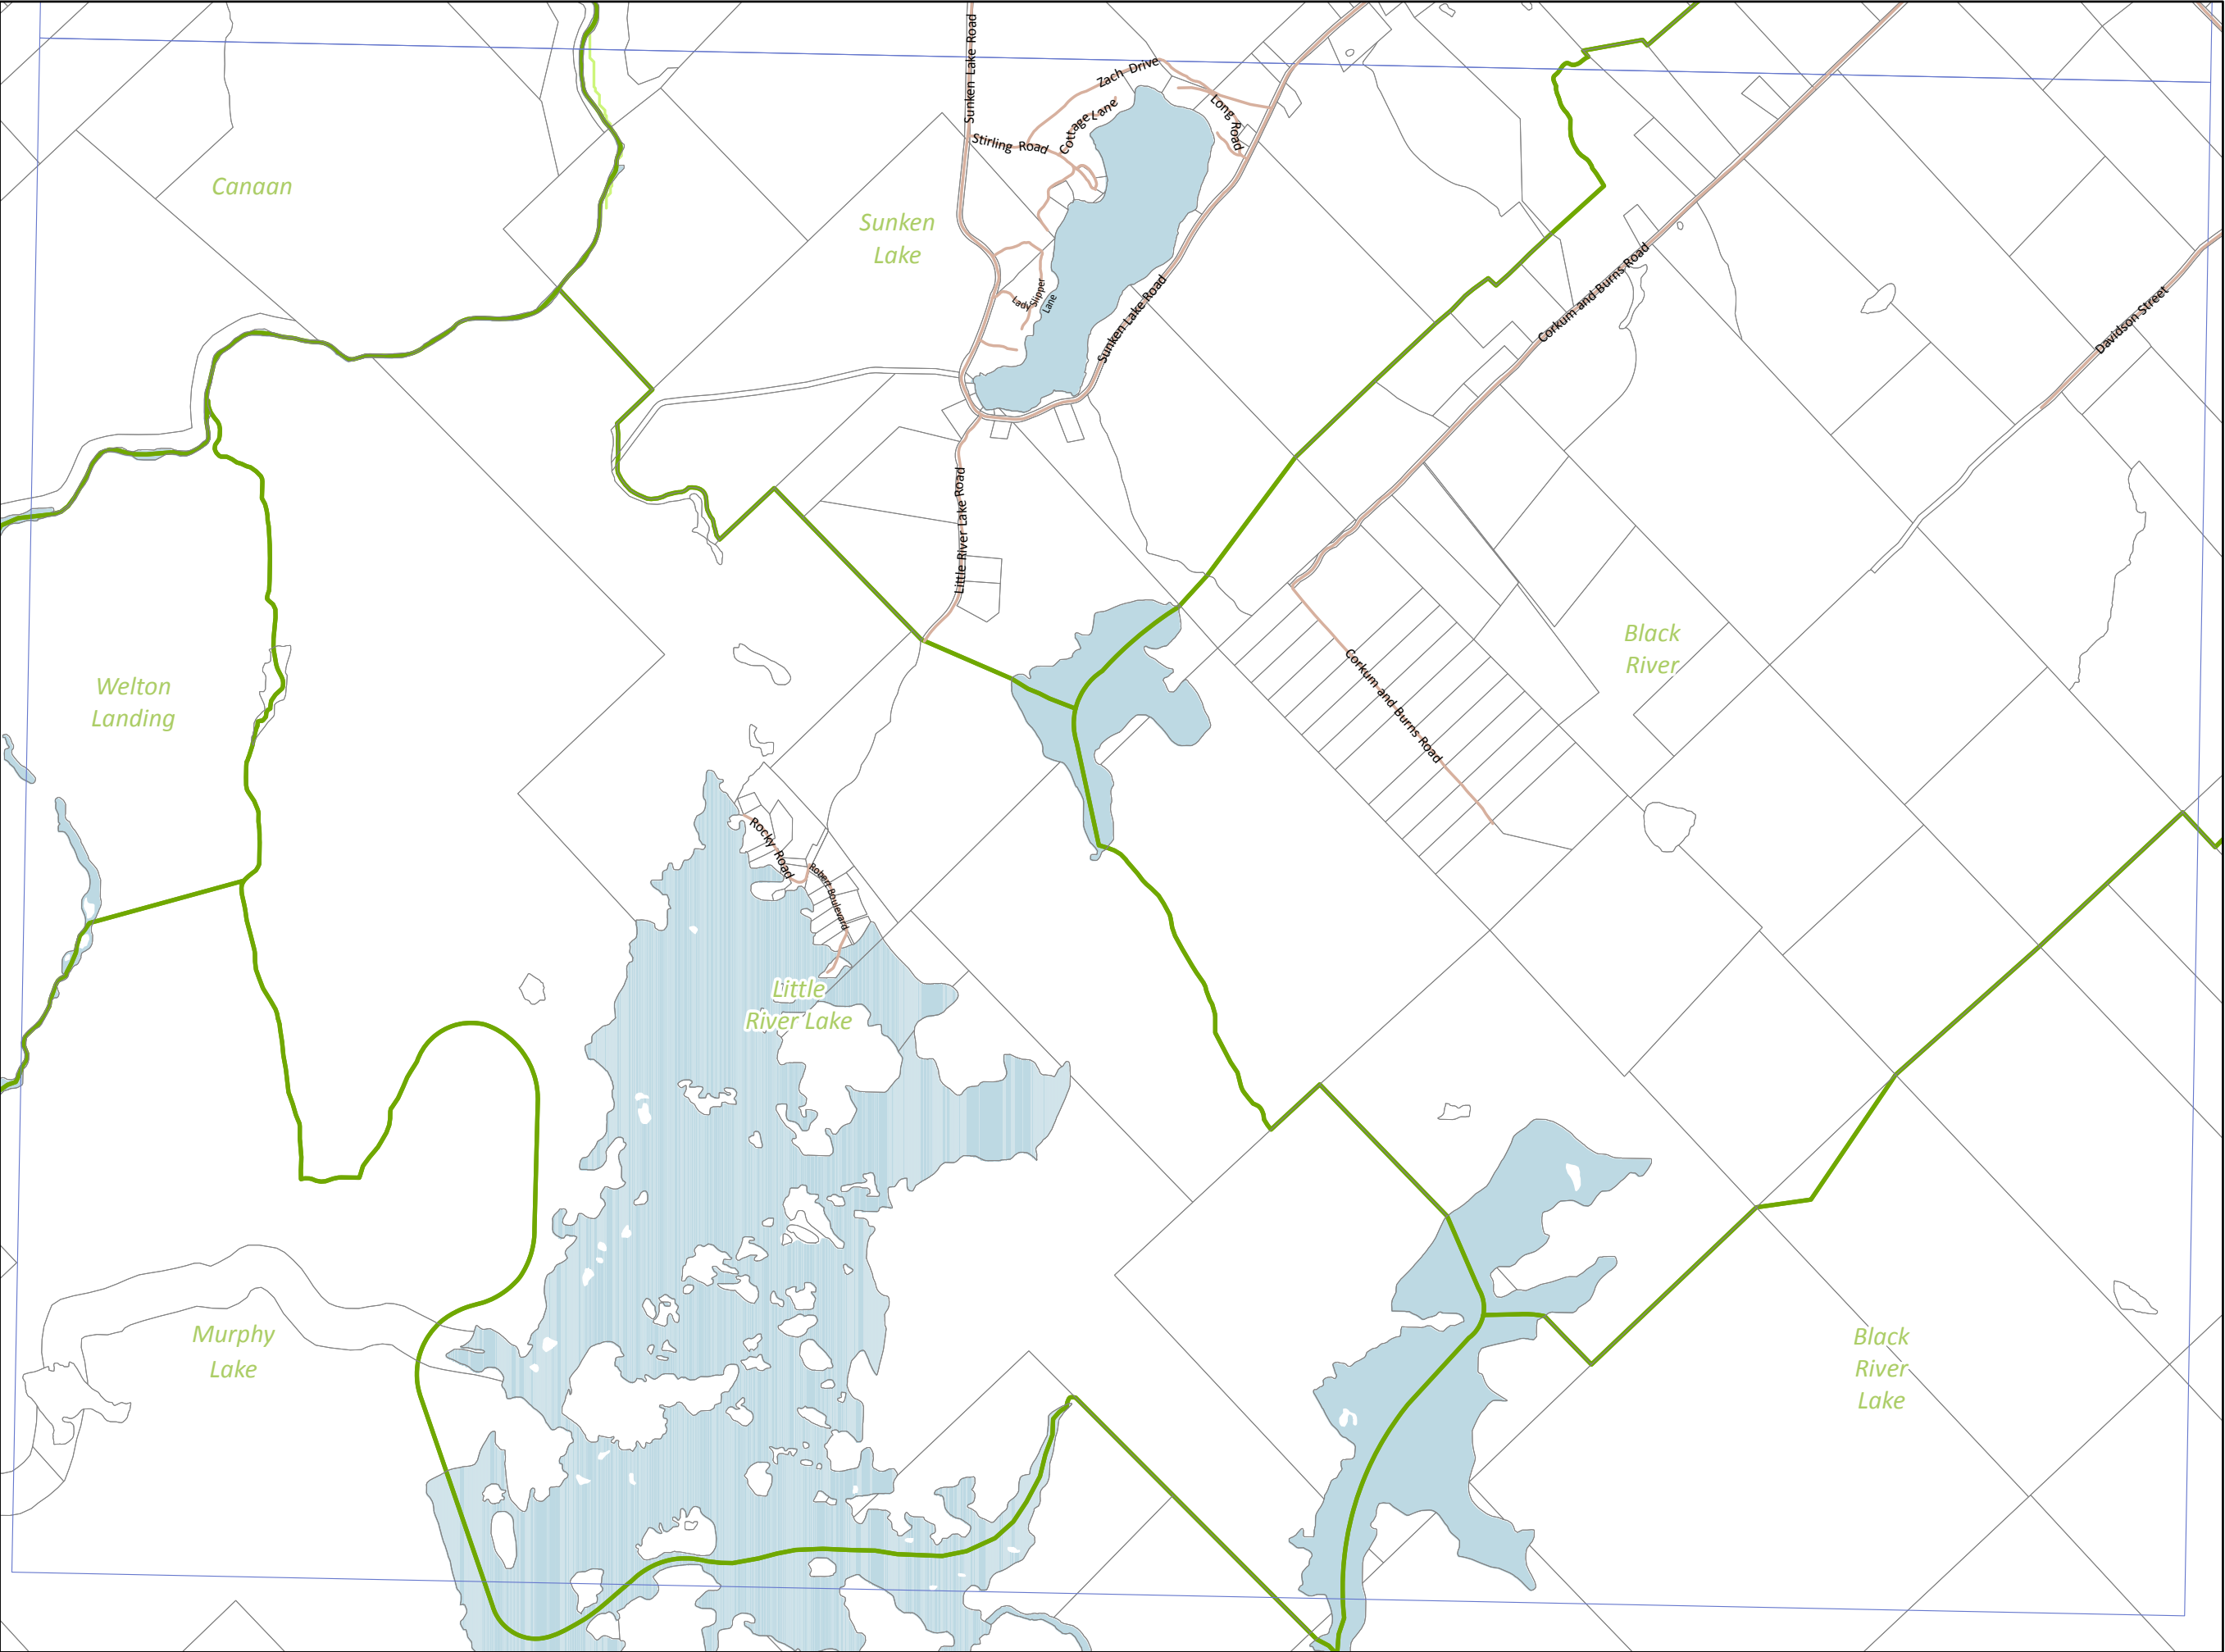 Sunken Lake Road
Zach Drive
Cottage Lane
Long Road
Stirling Road
Canaan
Sunken
Lake
Lady Slipper Lane
Sunken Lake Road
Corkum and Burns Road
Davidson Street
Little River Lake Road
Black
River
Corkum and Burns Road
Welton
Landing
Rocky Road
Robert Boulevard
Little
River Lake
Murphy
Lake
Black
River
Lake